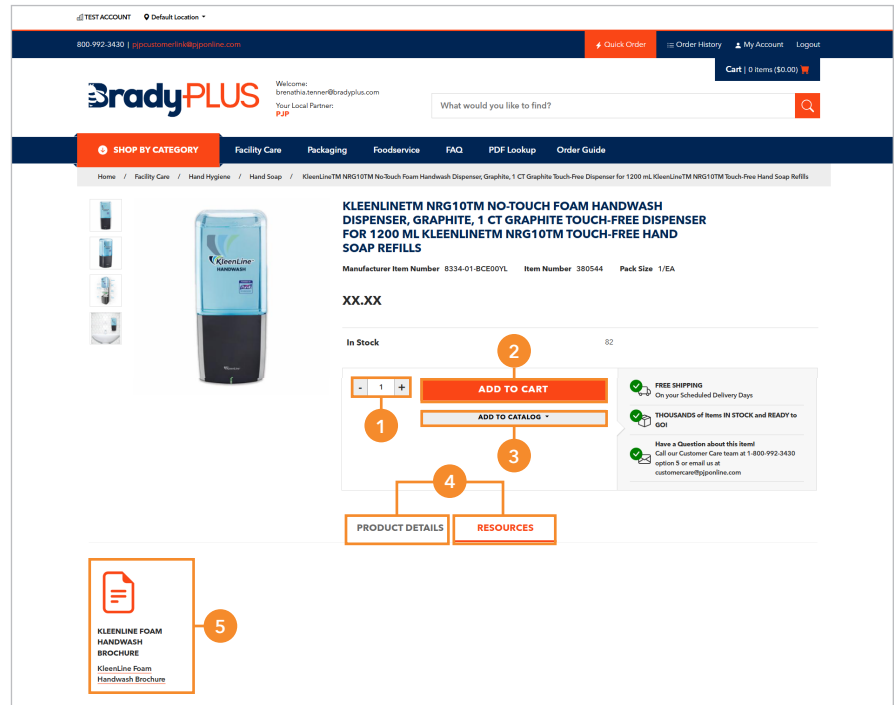 TEST ACCOUNT Default Location
800-992-3430 | pjpcustomerlink@pjponline.com
Quick Order Order History My Account Logout
Cart | 0 items ($0.00)
BradyPLUS
Welcome:
brenathia.tenner@bradyplus.com
Your Local Partner:
PJP
What would you like to find?
SHOP BY CATEGORY Facility Care Packaging Foodservice FAQ PDF Lookup Order Guide
Home / Facility Care / Hand Hygiene / Hand Soap / KleenLineTM NRG10TM No-Touch Foam Handwash Dispenser, Graphite, 1 CT Graphite Touch-Free Dispenser for 1200 mL KleenLineTM NRG10TM Touch-Free Hand Soap Refills
KleenLine
HANDWASH
KLEENLINETM NRG10TM NO-TOUCH FOAM HANDWASH
DISPENSER, GRAPHITE, 1 CT GRAPHITE TOUCH-FREE DISPENSER
FOR 1200 ML KLEENLINETM NRG10TM TOUCH-FREE HAND
SOAP REFILLS
Manufacturer Item Number 8334-01-BCE00YL Item Number 380544 Pack Size 1/EA
XX.XX
In Stock 82
2
- 1 +
ADD TO CART
1
ADD TO CATALOG
3
FREE SHIPPING
On your Scheduled Delivery Days
THOUSANDS of Items IN STOCK and READY to
GO!
Have a Question about this item!
Call our Customer Care team at 1-800-992-3430
option 5 or email us at
customercare@pjponline.com
4
PRODUCT DETAILS RESOURCES
KLEENLINE FOAM
HANDWASH
BROCHURE
KleenLine Foam
Handwash Brochure
5